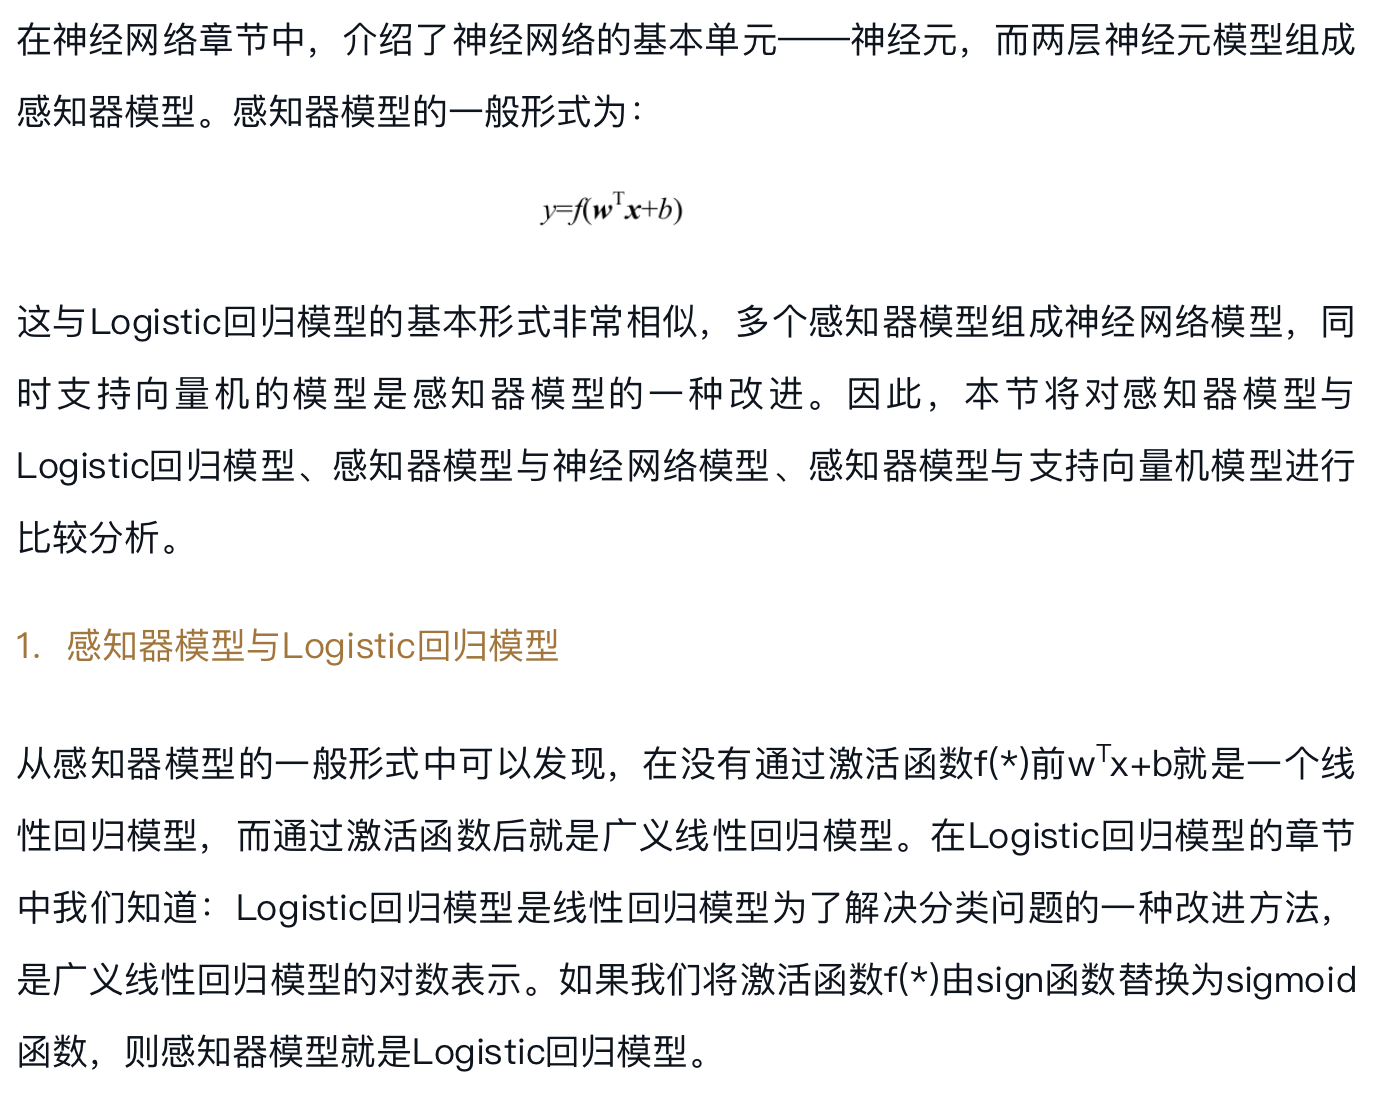 在神经网络章节中，介绍了神经网络的基本单元——神经元，而两层神经元模型组成
感知器模型。感知器模型的一般形式为：
y=f(wᵀx+b)
这与Logistic回归模型的基本形式非常相似，多个感知器模型组成神经网络模型，同
时支持向量机的模型是感知器模型的一种改进。因此，本节将对感知器模型与
Logistic回归模型、感知器模型与神经网络模型、感知器模型与支持向量机模型进行
比较分析。
1. 感知器模型与Logistic回归模型
从感知器模型的一般形式中可以发现，在没有通过激活函数f(*)前wᵀx+b就是一个线
性回归模型，而通过激活函数后就是广义线性回归模型。在Logistic回归模型的章节
中我们知道：Logistic回归模型是线性回归模型为了解决分类问题的一种改进方法，
是广义线性回归模型的对数表示。如果我们将激活函数f(*)由sign函数替换为sigmoid
函数，则感知器模型就是Logistic回归模型。